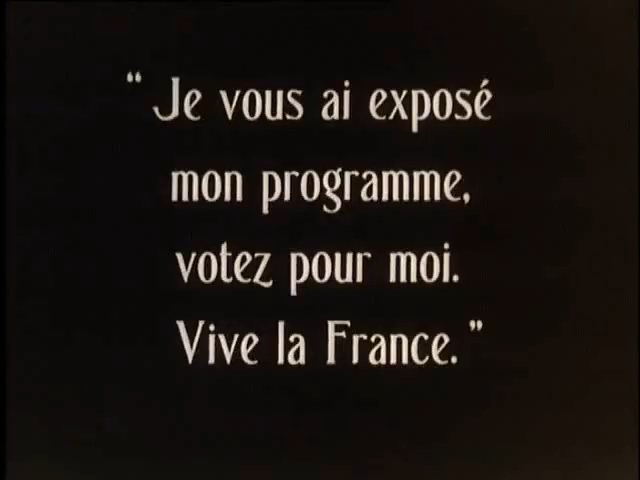 “ Je vous ai exposé
mon programme,
votez pour moi.
Vive la France. ”